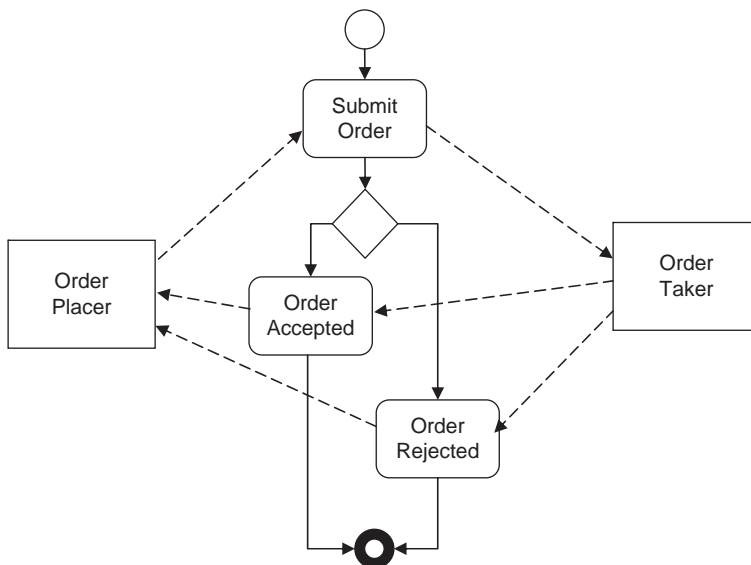 Submit
Order
Order
Placer
Order
Taker
Order
Accepted
Order
Rejected